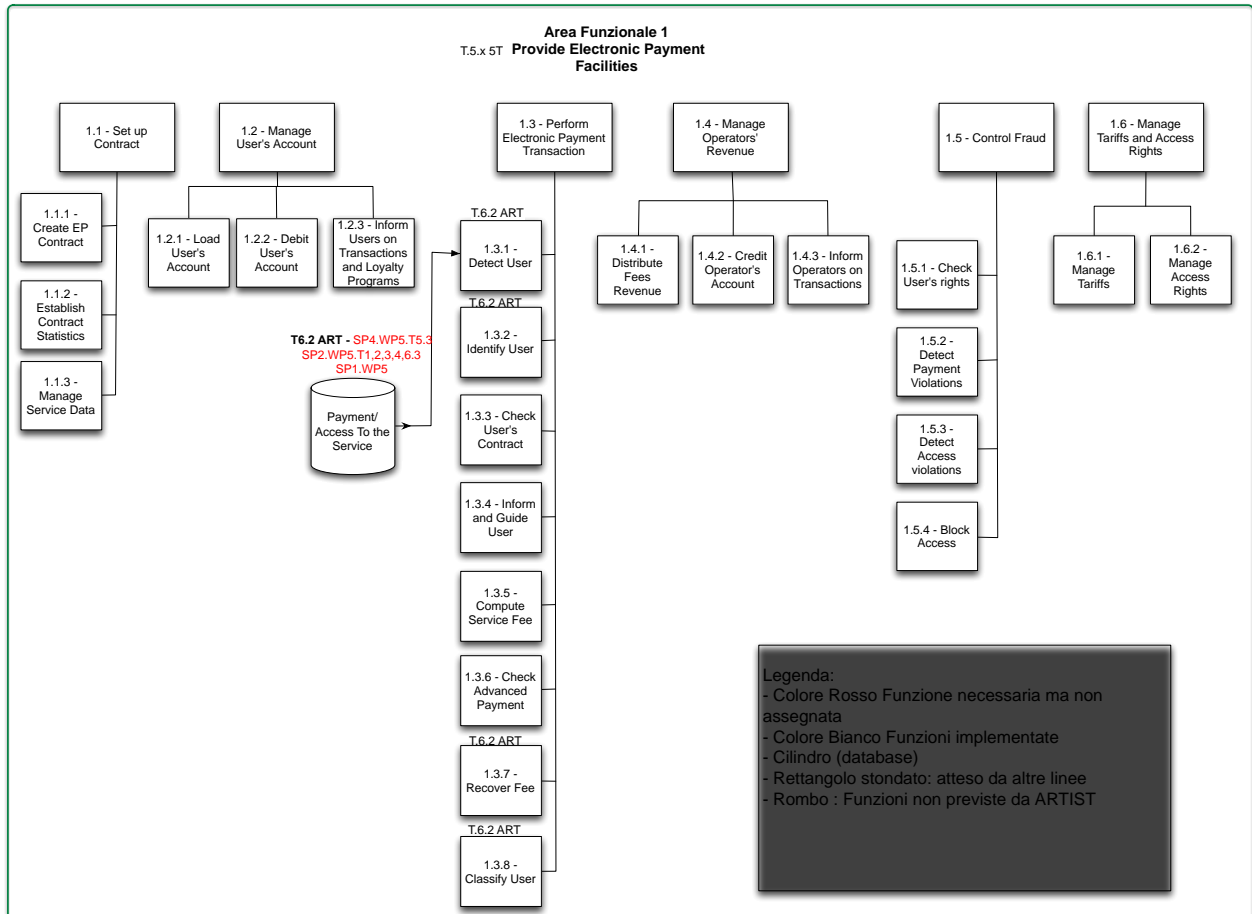 Area Funzionale 1
T.5.x 5T Provide Electronic Payment
Facilities
1.1 - Set up
Contract
1.2 - Manage
User's Account
1.3 - Perform
Electronic Payment
Transaction
1.4 - Manage
Operators'
Revenue
1.5 - Control Fraud
1.6 - Manage
Tariffs and Access
Rights
1.1.1 -
Create EP
Contract
1.1.2 -
Establish
Contract
Statistics
1.1.3 -
Manage
Service Data
1.2.1 - Load
User's
Account
1.2.2 - Debit
User's
Account
1.2.3 - Inform
Users on
Transactions
and Loyalty
Programs
T6.2 ART - SP4.WP5.T5.3
SP2.WP5.T1,2,3,4,6.3
SP1.WP5
Payment/
Access To the
Service
T.6.2 ART
1.3.1 -
Detect User
T.6.2 ART
1.3.2 -
Identify User
1.3.3 - Check
User's
Contract
1.3.4 - Inform
and Guide
User
1.3.5 -
Compute
Service Fee
1.3.6 - Check
Advanced
Payment
T.6.2 ART
1.3.7 -
Recover Fee
T.6.2 ART
1.3.8 -
Classify User
1.4.1 -
Distribute
Fees
Revenue
1.4.2 - Credit
Operator's
Account
1.4.3 - Inform
Operators on
Transactions
1.5.1 - Check
User's rights
1.5.2 -
Detect
Payment
Violations
1.5.3 -
Detect
Access
violations
1.5.4 - Block
Access
1.6.1 -
Manage
Tariffs
1.6.2 -
Manage
Access
Rights
Legenda:
- Colore Rosso Funzione necessaria ma non
assegnata
- Colore Bianco Funzioni implementate
- Cilindro (database)
- Rettangolo stondato: atteso da altre linee
- Rombo : Funzioni non previste da ARTIST